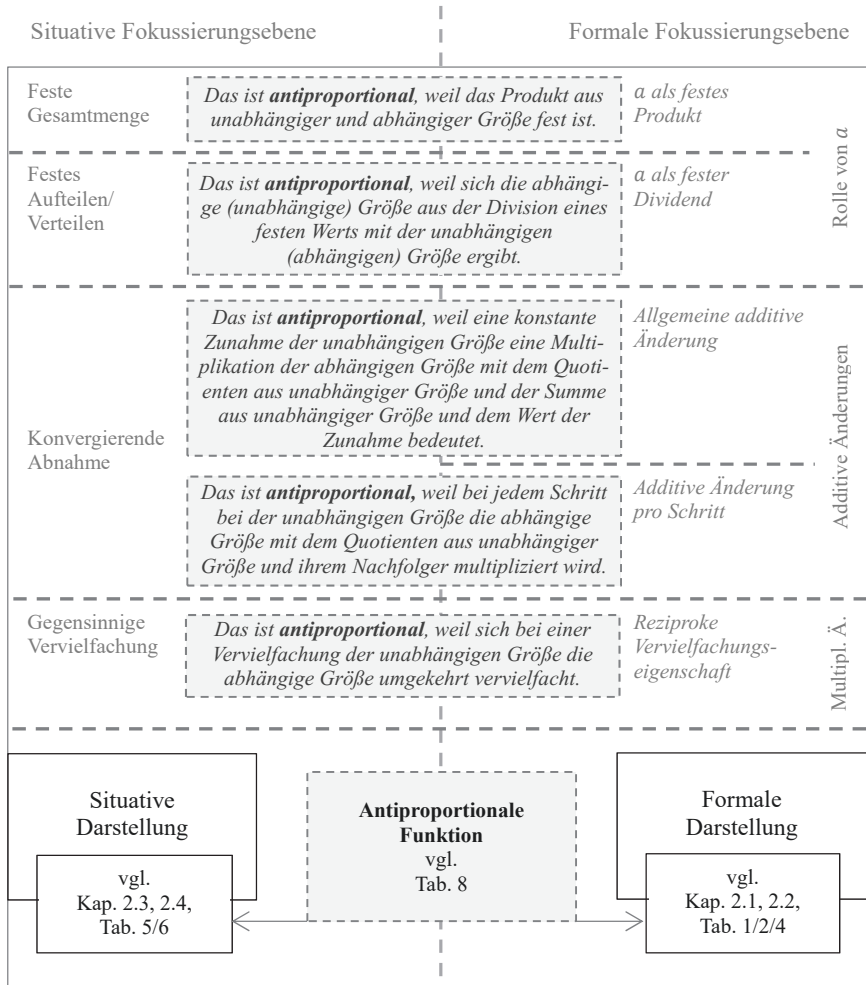 Situative Fokussierungsebene
Formale Fokussierungsebene
Feste
Gesamtmenge
Das ist antiproportional, weil das Produkt aus
unabhängiger und abhängiger Größe fest ist.
a als festes
Produkt
Festes
Aufteilen/
Verteilen
Das ist antiproportional, weil sich die abhängi-
ge (unabhängige) Größe aus der Division eines
festen Werts mit der unabhängigen
(abhängigen) Größe ergibt.
a als fester
Dividend
Rolle von a
Konvergierende
Abnahme
Das ist antiproportional, weil eine konstante
Zunahme der unabhängigen Größe eine Multi-
plikation der abhängigen Größe mit dem Quoti-
enten aus unabhängiger Größe und der Summe
aus unabhängiger Größe und dem Wert der
Zunahme bedeutet.
Allgemeine additive
Änderung
Das ist antiproportional, weil bei jedem Schritt
bei der unabhängigen Größe die abhängige
Größe mit dem Quotienten aus unabhängiger
Größe und ihrem Nachfolger multipliziert wird.
Additive Änderung
pro Schritt
Additive Änderungen
Gegensinnige
Vervielfachung
Das ist antiproportional, weil sich bei einer
Vervielfachung der unabhängigen Größe die
abhängige Größe umgekehrt vervielfacht.
Reziproke
Vervielfachungs-
eigenschaft
Multipl. Ä.
Situative
Darstellung
vgl.
Kap. 2.3, 2.4,
Tab. 5/6
Antiproportionale
Funktion
vgl.
Tab. 8
Formale
Darstellung
vgl.
Kap. 2.1, 2.2,
Tab. 1/2/4